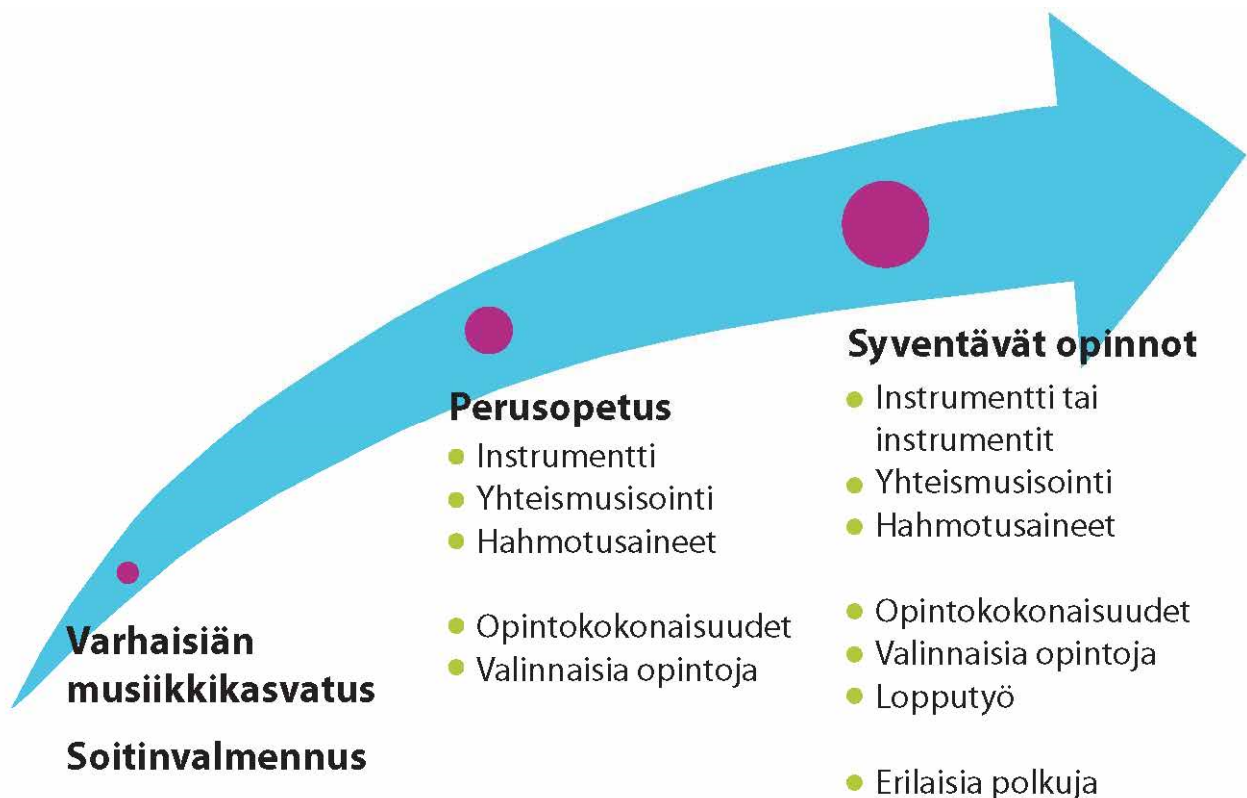 Varhaisiän
musiikkikasvatus
Soitinvalmennus
Perusopetus
Instrumentti
Yhteismusisointi
Hahmotusaineet
Opintokokonaisuudet
Valinnaisia opintoja
Syventävät opinnot
Instrumentti tai
instrumentit
Yhteismusisointi
Hahmotusaineet
Opintokokonaisuudet
Valinnaisia opintoja
Lopputyö
Erilaisia polkuja